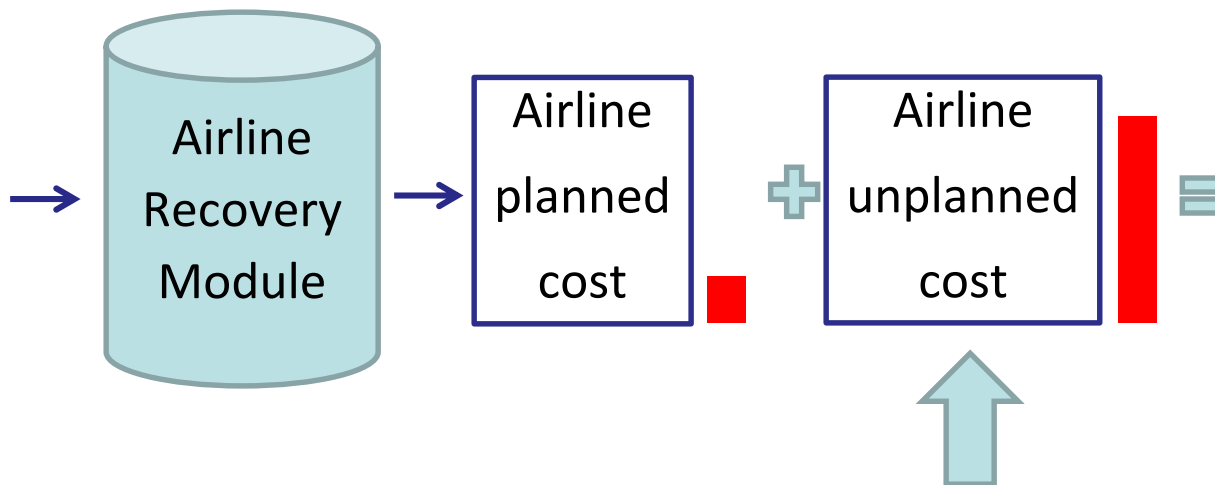 Airline
Recovery
Module
Airline
planned
cost
Airline
unplanned
cost